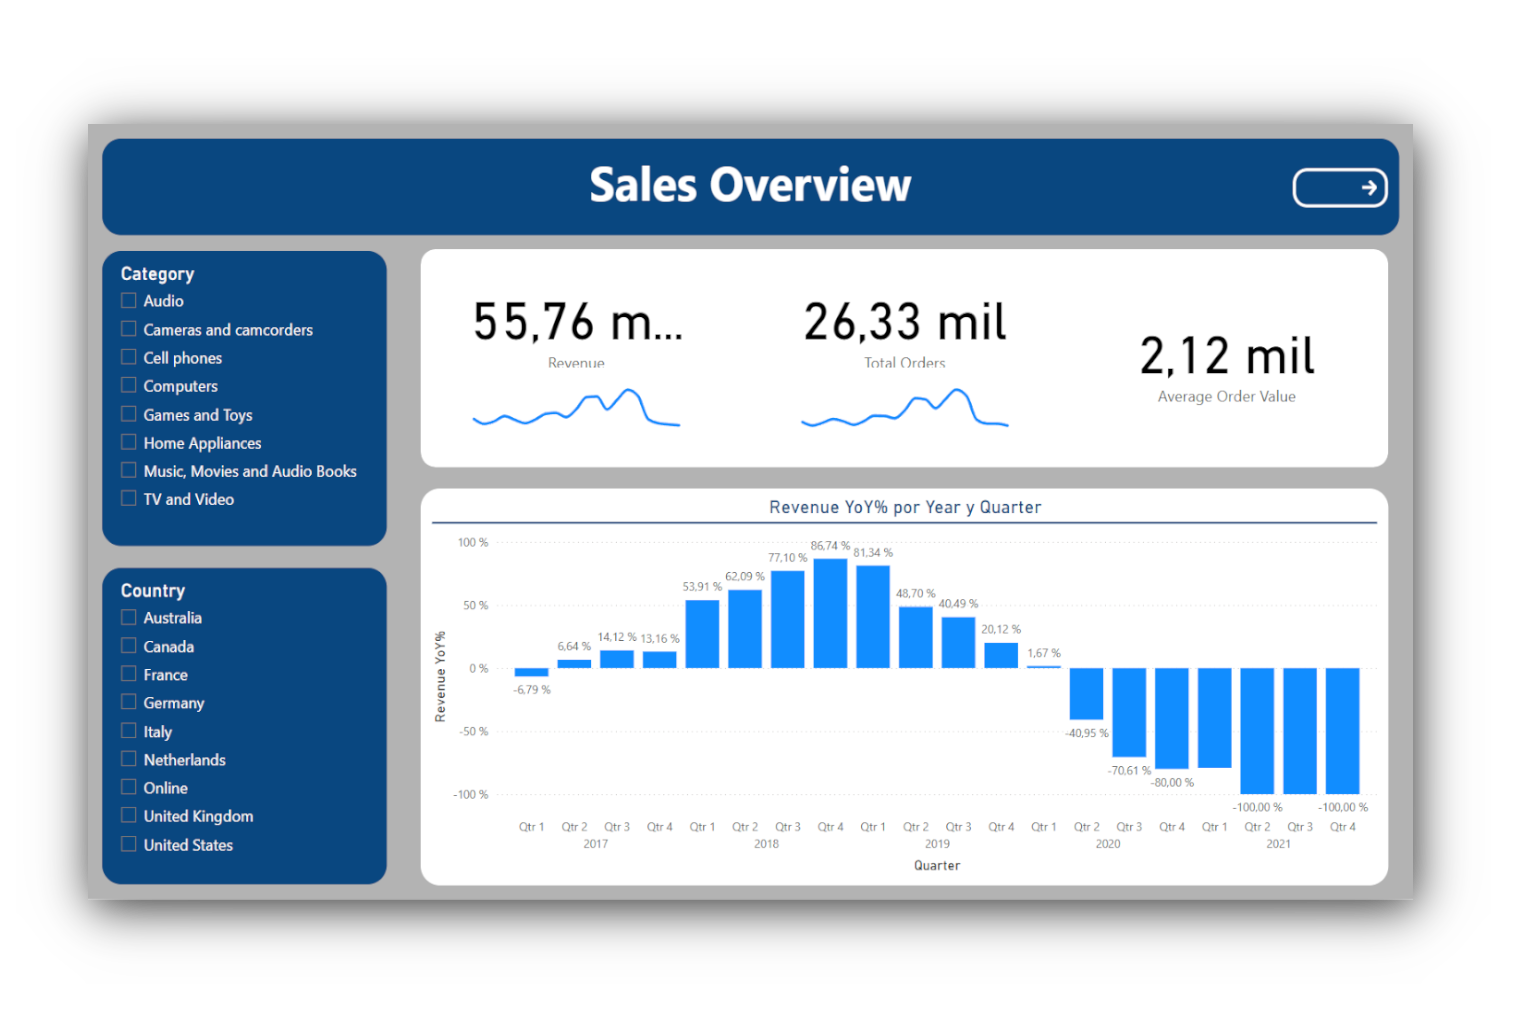 Sales Overview
Category
Audio
Cameras and camcorders
Cell phones
Computers
Games and Toys
Home Appliances
Music, Movies and Audio Books
TV and Video
Country
Australia
Canada
France
Germany
Italy
Netherlands
Online
United Kingdom
United States
55,76 m...
Revenue
26,33 mil
Total Orders
2,12 mil
Average Order Value
Revenue YoY% por Year y Quarter
Revenue YoY%
100 %
50 %
0 %
-50 %
-100 %
-6,79 %
6,64 %
14,12 %
13,16 %
53,91 %
62,09 %
77,10 %
86,74 %
81,34 %
48,70 %
40,49 %
20,12 %
1,67 %
-40,95 %
-70,61 %
-80,00 %
-100,00 %
-100,00 %
Qtr 1 Qtr 2 Qtr 3 Qtr 4 Qtr 1 Qtr 2 Qtr 3 Qtr 4 Qtr 1 Qtr 2 Qtr 3 Qtr 4 Qtr 1 Qtr 2 Qtr 3 Qtr 4 Qtr 1 Qtr 2 Qtr 3 Qtr 4
2017 2018 2019 2020 2021
Quarter